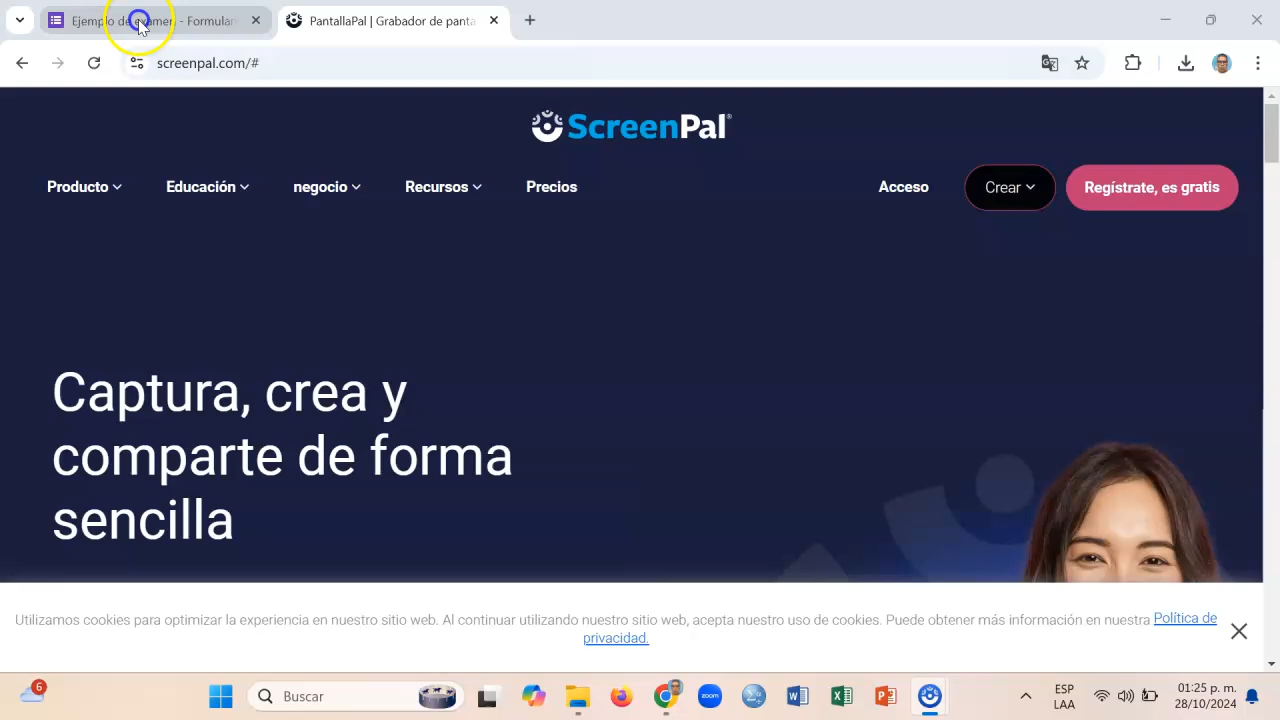 Ejemplo de examen - Formular
PantallaPal | Grabador de panta
screenpal.com/#
ScreenPal®
Producto
Educación
negocio
Recursos
Precios
Acceso
Crear
Regístrate, es gratis
Captura, crea y
comparte de forma
sencilla
Utilizamos cookies para optimizar la experiencia en nuestro sitio web. Al continuar utilizando nuestro sitio web, acepta nuestro uso de cookies. Puede obtener más información en nuestra Política de
privacidad.
6
Buscar
zoom
ESP
LAA
01:25 p. m.
28/10/2024